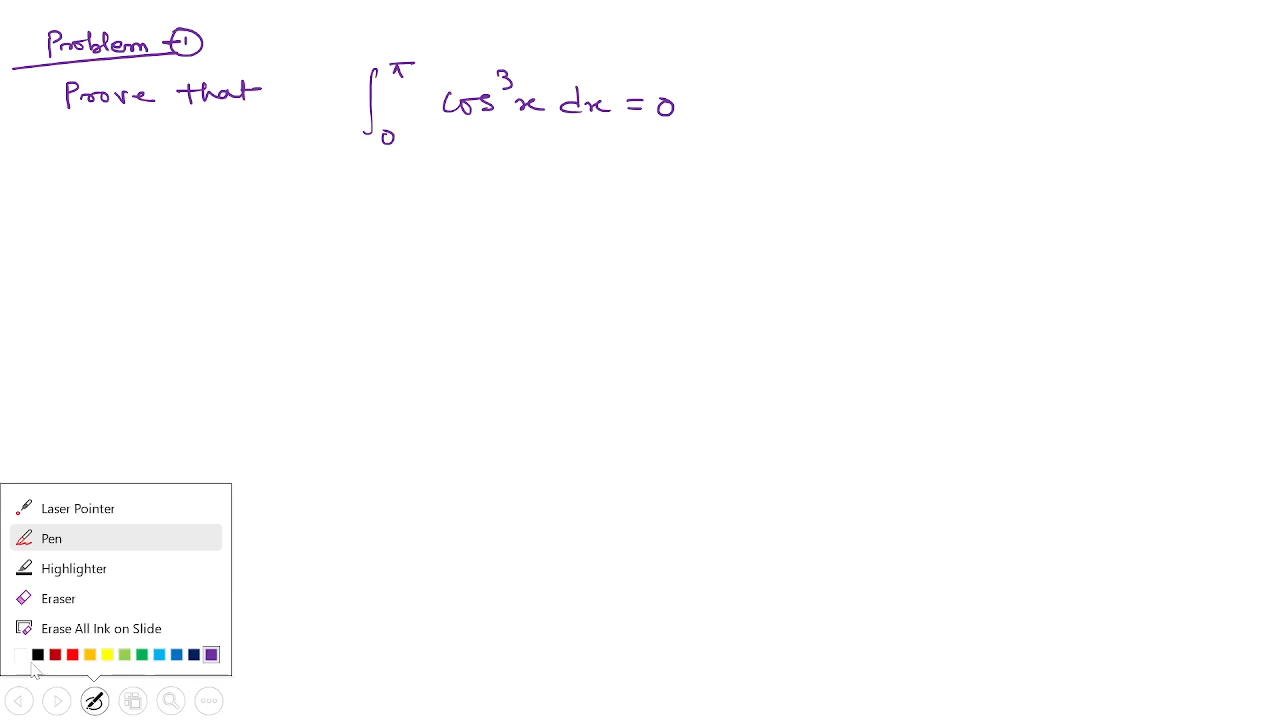 Problem - ①
Prove that ∫₀^π cos³x dx = 0
Laser Pointer
Pen
Highlighter
Eraser
Erase All Ink on Slide